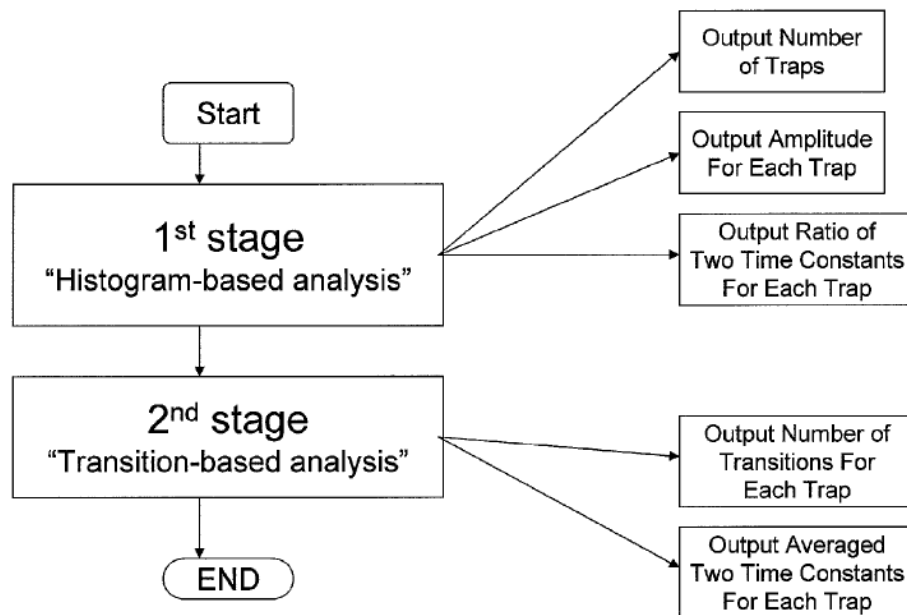 Start
1st stage
“Histogram-based analysis”
Output Number
of Traps
Output Amplitude
For Each Trap
Output Ratio of
Two Time Constants
For Each Trap
2nd stage
“Transition-based analysis”
Output Number of
Transitions For
Each Trap
Output Averaged
Two Time Constants
For Each Trap
END